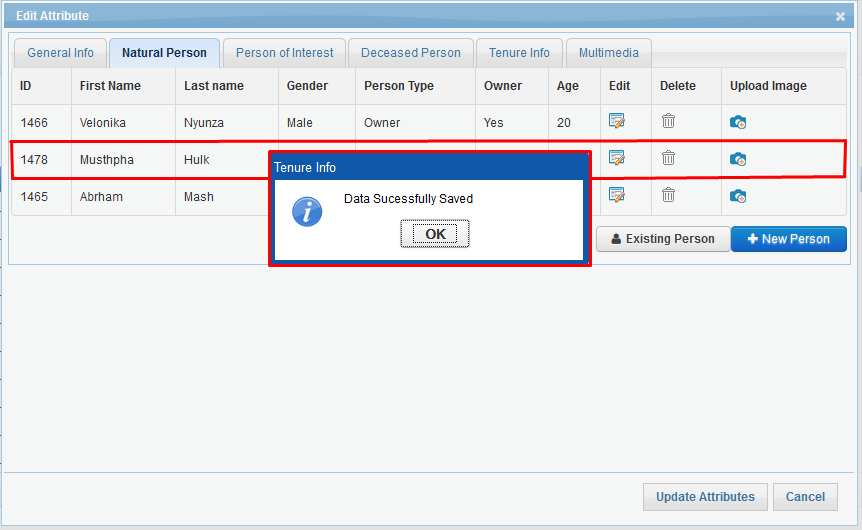 Edit Attribute
General Info Natural Person Person of Interest Deceased Person Tenure Info Multimedia
ID First Name Last name Gender Person Type Owner Age Edit Delete Upload Image
1466 Velonika Nyunza Male Owner Yes 20
1478 Musthpha Hulk
1465 Abrham Mash
Tenure Info
Data Sucessfully Saved
OK
Existing Person New Person
Update Attributes Cancel